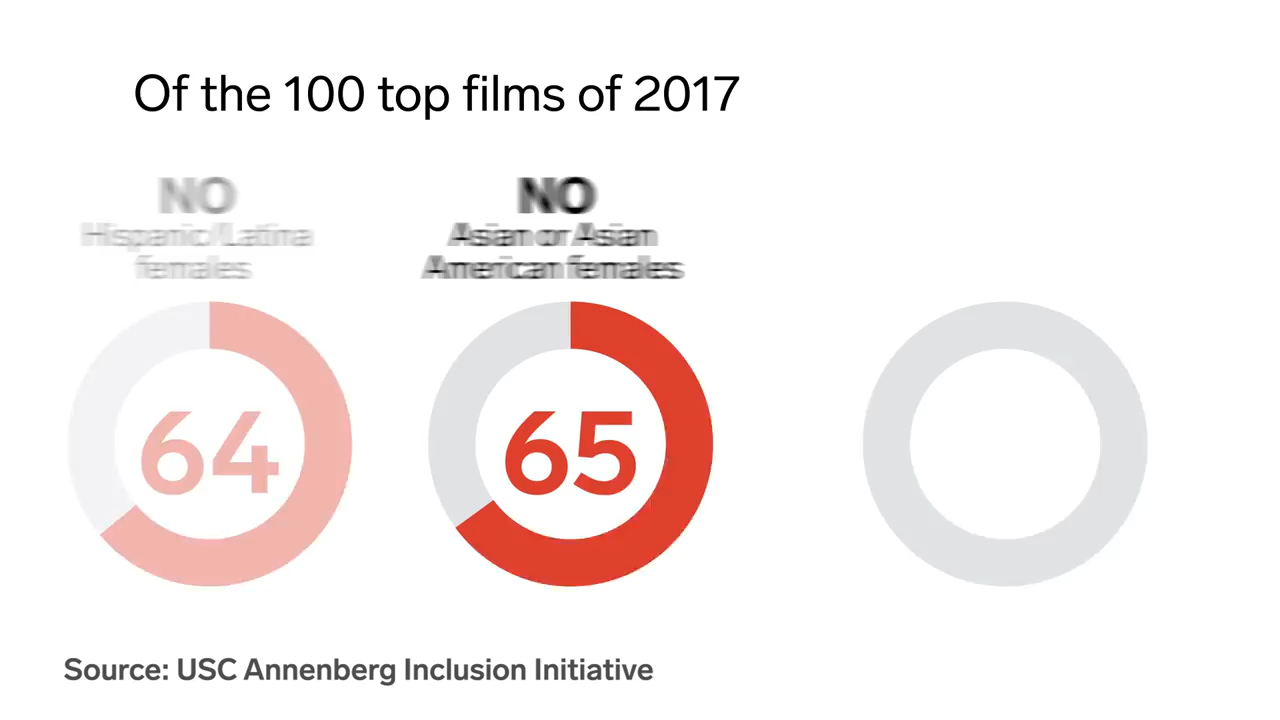 Of the 100 top films of 2017
NO
Hispanic/Latina
females
64
NO
Asian or Asian
American females
65
Source: USC Annenberg Inclusion Initiative